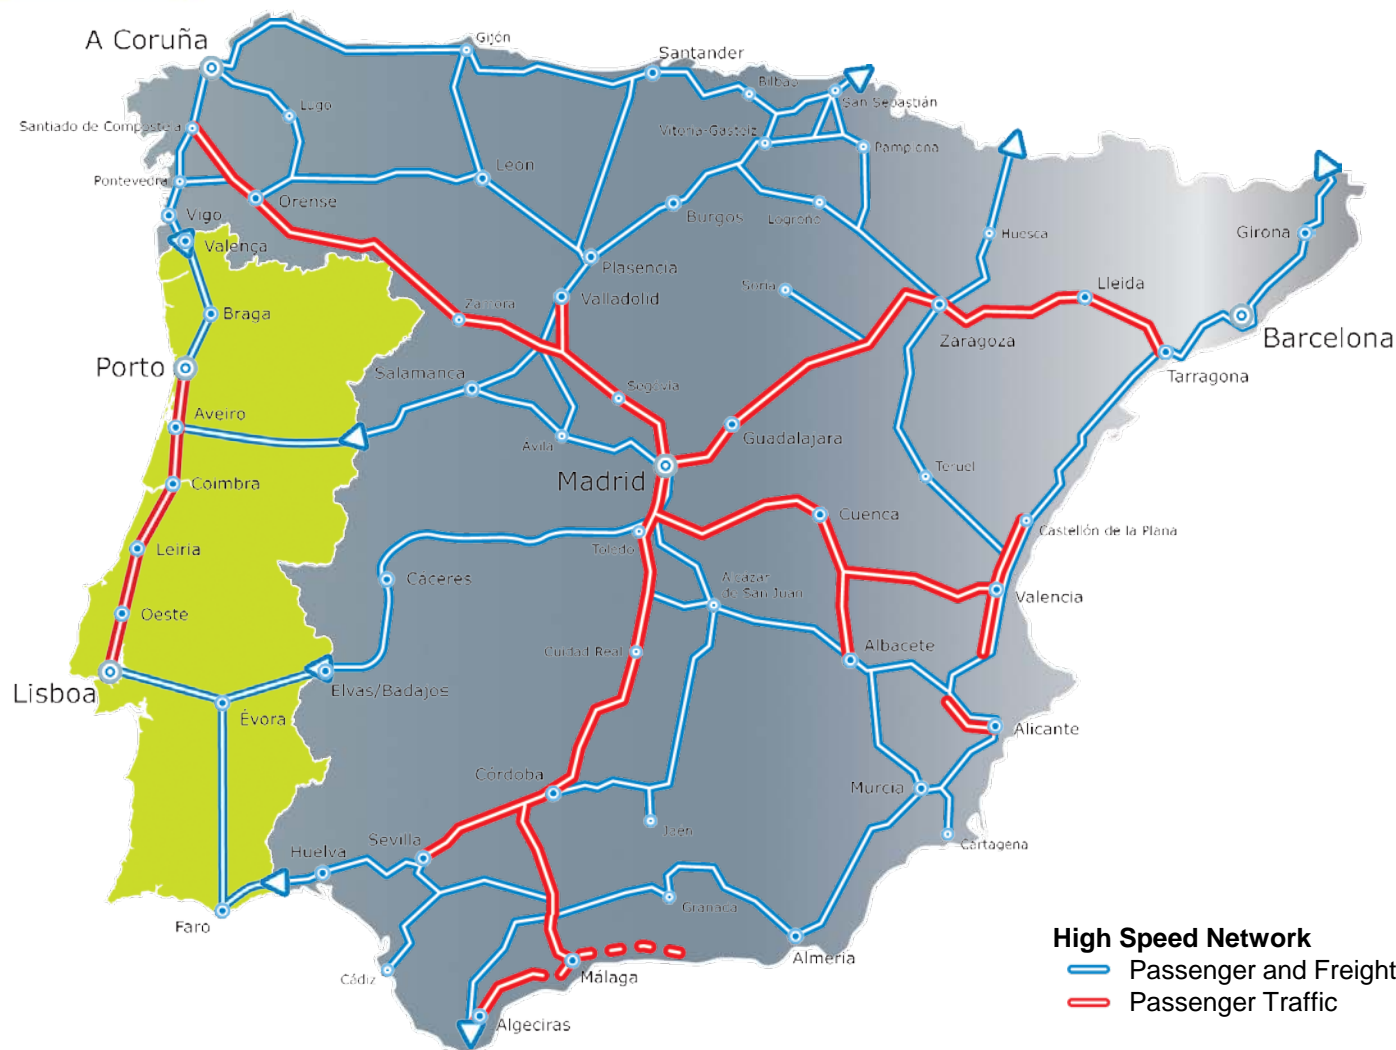 A Coruña
Gijón
Santander
Bilbao
San Sebastián
Lugo
Santiado de Compostela
Vitoria-Gasteiz
Pamplona
Pontevedra
Orense
Leon
Burgos
Logroño
Vigo
Valença
Huesca
Girona
Plasencia
Soria
Lleida
Valladolid
Braga
Zamora
Zaragoza
Barcelona
Porto
Salamanca
Segovia
Tarragona
Aveiro
Avila
Guadalajara
Madrid
Teruel
Coimbra
Cuenca
Castellón de la Plana
Leiria
Toledo
Caceres
Alcazar
de San Juan
Valencia
Oeste
Cuidad Real
Albacete
Lisboa
Elvas/Badajos
Évora
Alicante
Córdoba
Murcia
Jaén
Cartagena
Sevilla
Huelva
Granada
Faro
Almeria
Cádiz
Málaga
Algeciras
High Speed Network
Passenger and Freight
Passenger Traffic